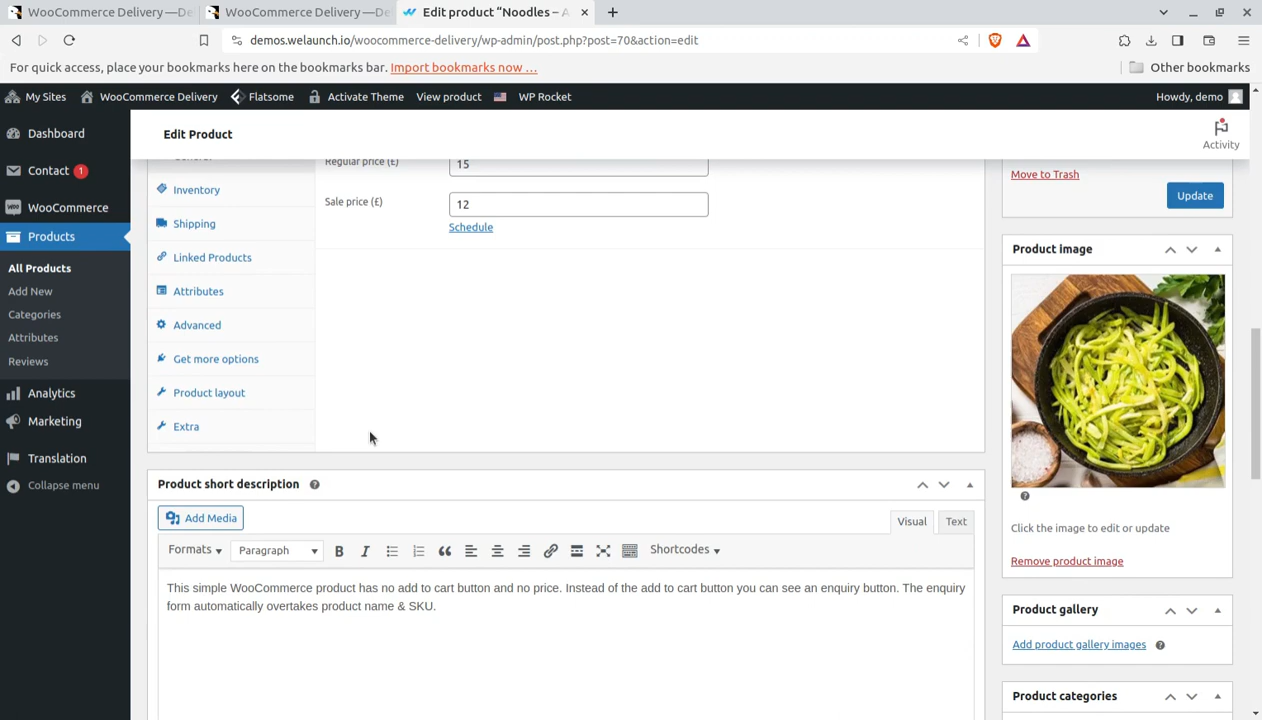 WooCommerce Delivery —De
WooCommerce Delivery —De
Edit product “Noodles – A
demos.welaunch.io/woocommerce-delivery/wp-admin/post.php?post=70&action=edit
For quick access, place your bookmarks here on the bookmarks bar. Import bookmarks now …
Other bookmarks
My Sites
WooCommerce Delivery
Flatsome
Activate Theme
View product
WP Rocket
Howdy, demo
Dashboard
Contact 1
WooCommerce
Products
All Products
Add New
Categories
Attributes
Reviews
Analytics
Marketing
Translation
Collapse menu
Edit Product
Activity
General
Inventory
Shipping
Linked Products
Attributes
Advanced
Get more options
Product layout
Extra
Regular price (£)
15
Sale price (£)
12
Schedule
Product short description
Add Media
Visual
Text
Formats
Paragraph
Shortcodes
This simple WooCommerce product has no add to cart button and no price. Instead of the add to cart button you can see an enquiry button. The enquiry
form automatically overtakes product name & SKU.
Move to Trash
Update
Product image
Click the image to edit or update
Remove product image
Product gallery
Add product gallery images
Product categories